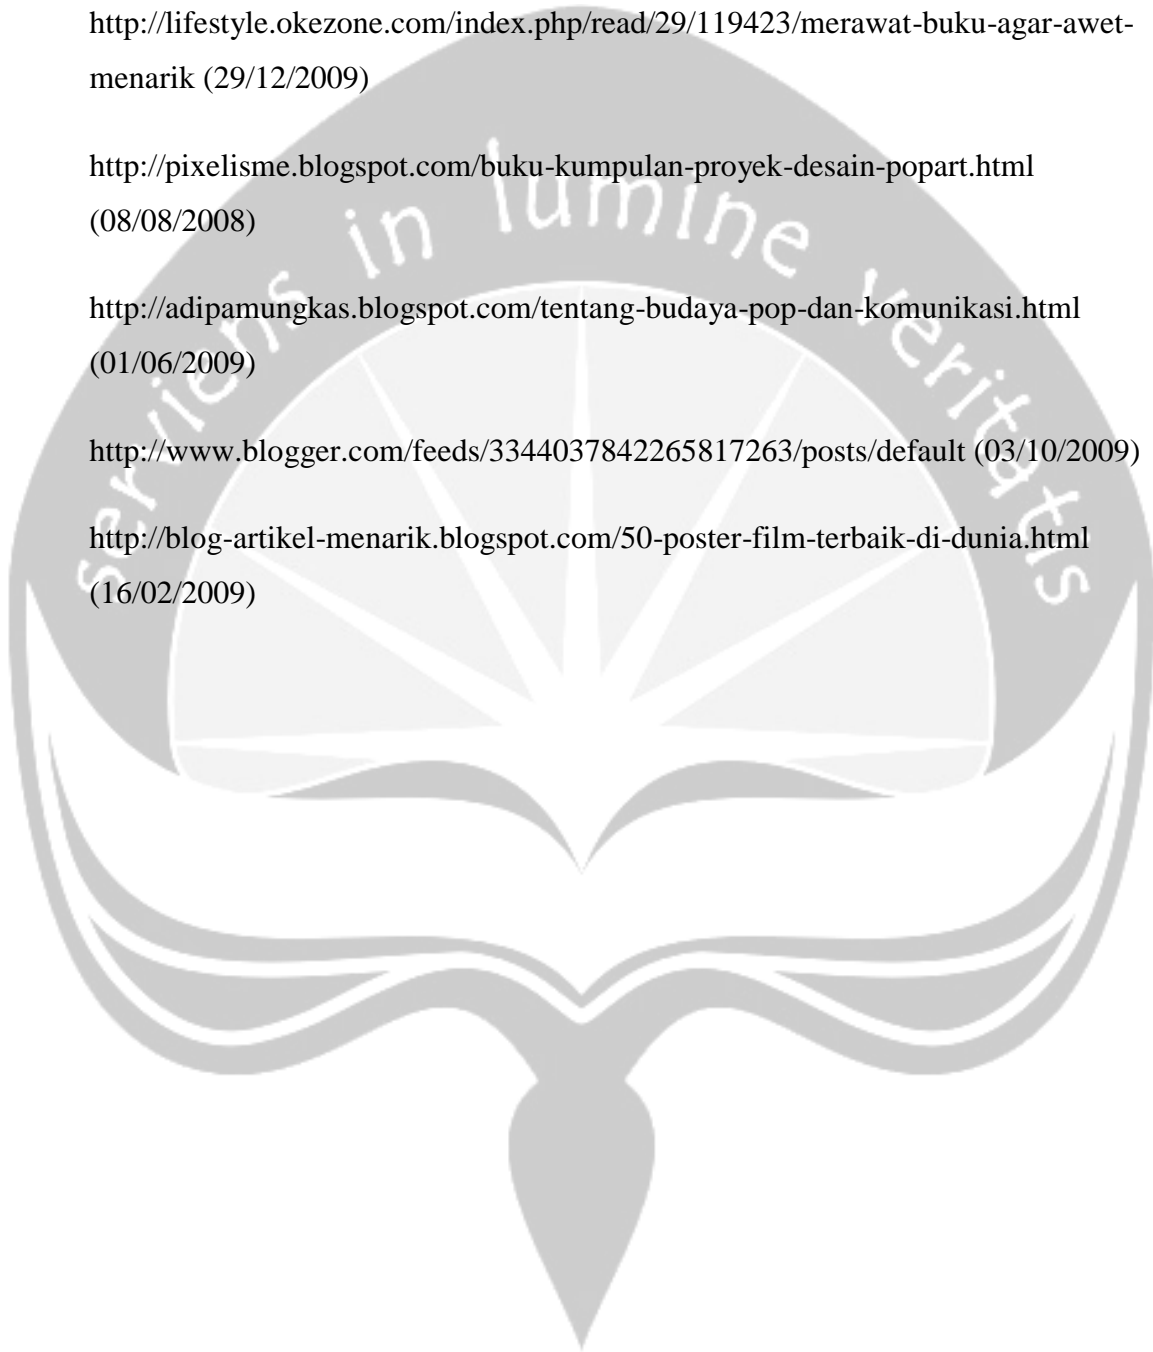 http://lifestyle.okezone.com/index.php/read/29/119423/merawat-buku-agar-awet-
menarik (29/12/2009)
http://pixelisme.blogspot.com/buku-kumpulan-proyek-desain-popart.html
(08/08/2008)
http://adipamungkas.blogspot.com/tentang-budaya-pop-dan-komunikasi.html
(01/06/2009)
http://www.blogger.com/feeds/3344037842265817263/posts/default (03/10/2009)
http://blog-artikel-menarik.blogspot.com/50-poster-film-terbaik-di-dunia.html
(16/02/2009)
serviens in lumine veritatis